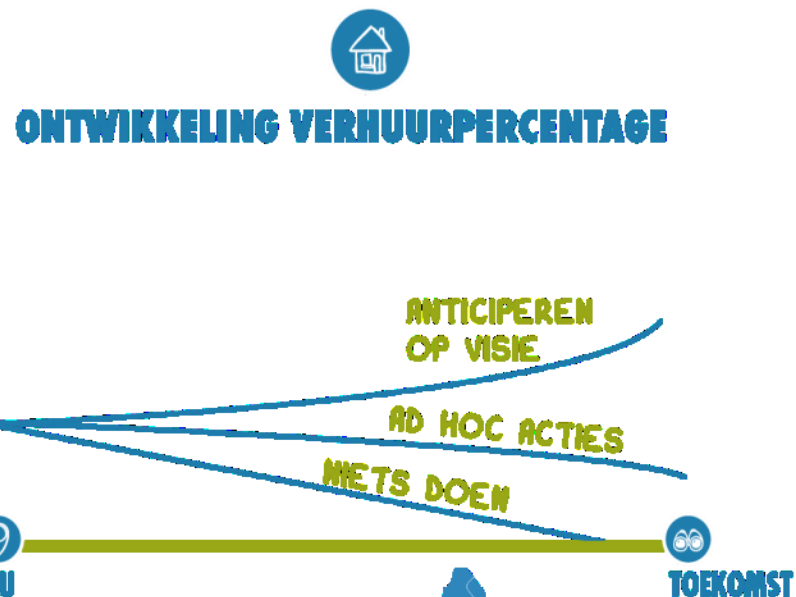 ONTWIKKELING VERHUURPERCENTAGE
ANTICIPEREN
OP VISIE
AD HOC ACTIES
NIETS DOEN
TOEKOMST